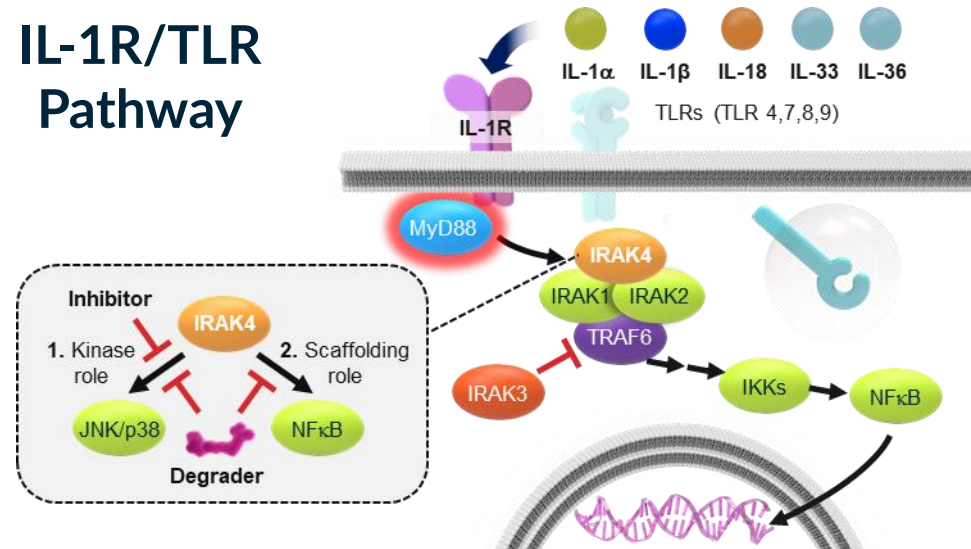 IL-1R/TLR
Pathway
IL-1α IL-1β IL-18 IL-33 IL-36
TLRs (TLR 4,7,8,9)
IL-1R
MyD88
IRAK4
IRAK1 IRAK2
TRAF6
IRAK3
IKKs
NFκB
Inhibitor
IRAK4
1. Kinase
role
2. Scaffolding
role
JNK/p38
NFκB
Degrader